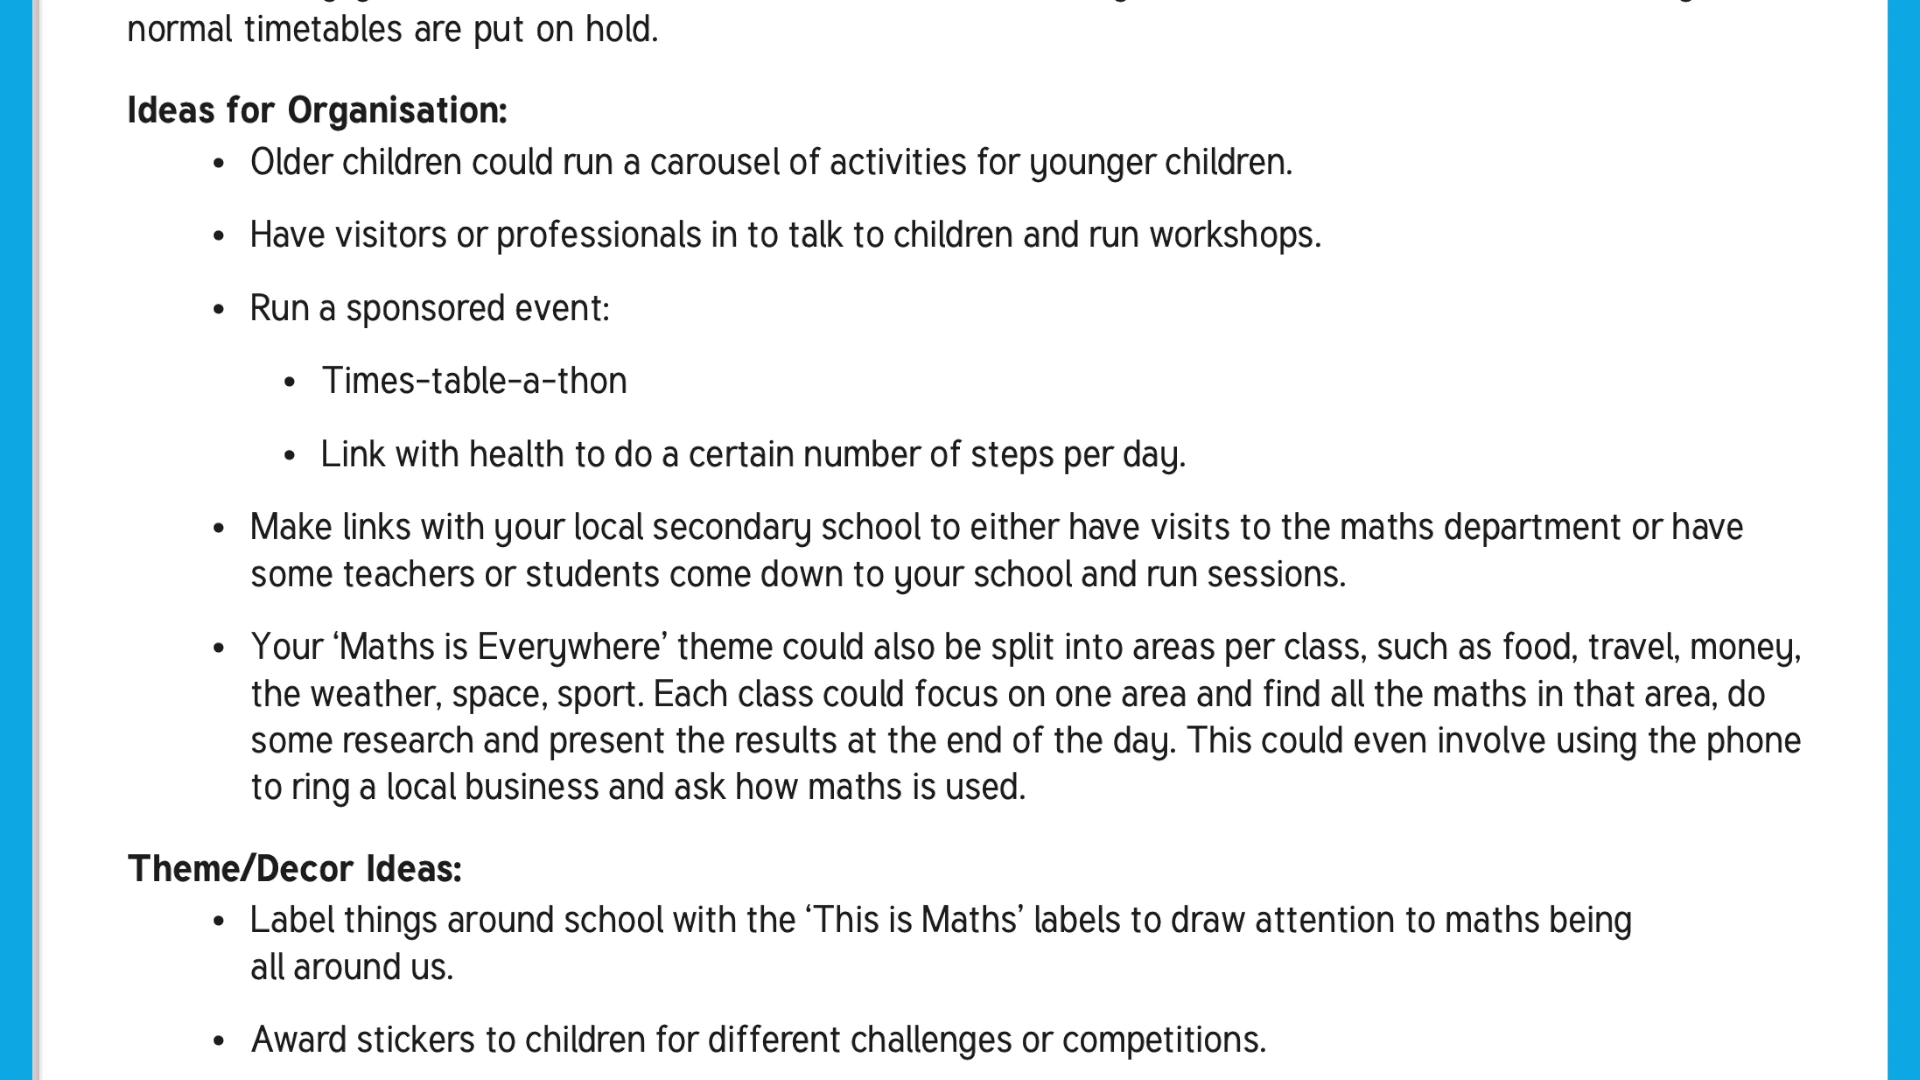 normal timetables are put on hold.
Ideas for Organisation:
• Older children could run a carousel of activities for younger children.
• Have visitors or professionals in to talk to children and run workshops.
• Run a sponsored event:
• Times-table-a-thon
• Link with health to do a certain number of steps per day.
• Make links with your local secondary school to either have visits to the maths department or have
some teachers or students come down to your school and run sessions.
• Your ‘Maths is Everywhere’ theme could also be split into areas per class, such as food, travel, money,
the weather, space, sport. Each class could focus on one area and find all the maths in that area, do
some research and present the results at the end of the day. This could even involve using the phone
to ring a local business and ask how maths is used.
Theme/Decor Ideas:
• Label things around school with the ‘This is Maths’ labels to draw attention to maths being
all around us.
• Award stickers to children for different challenges or competitions.